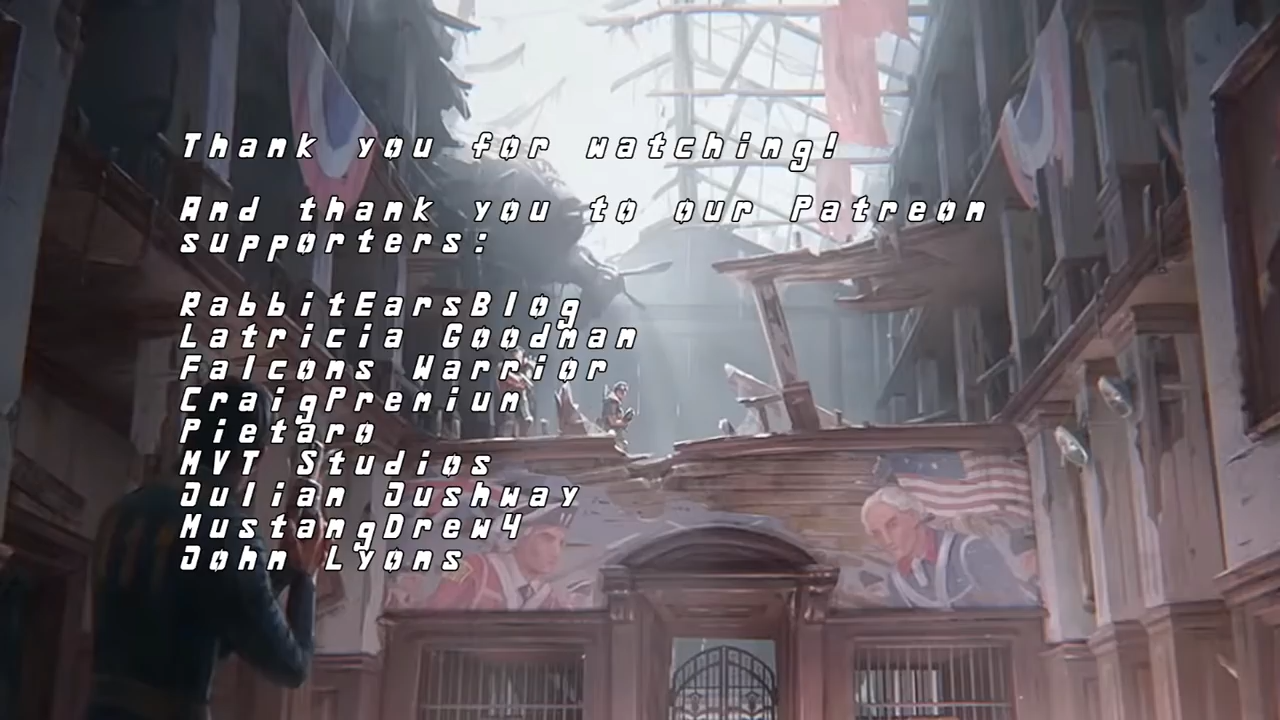 Thank you for watching!
And thank you to our Patreon
supporters:
RabbitEarsBlog
Latricia Goodman
Falcons Warrior
CraigPremium
Pietaro
MVT Studios
Julian Jushway
MustangDrew4
John Lyons